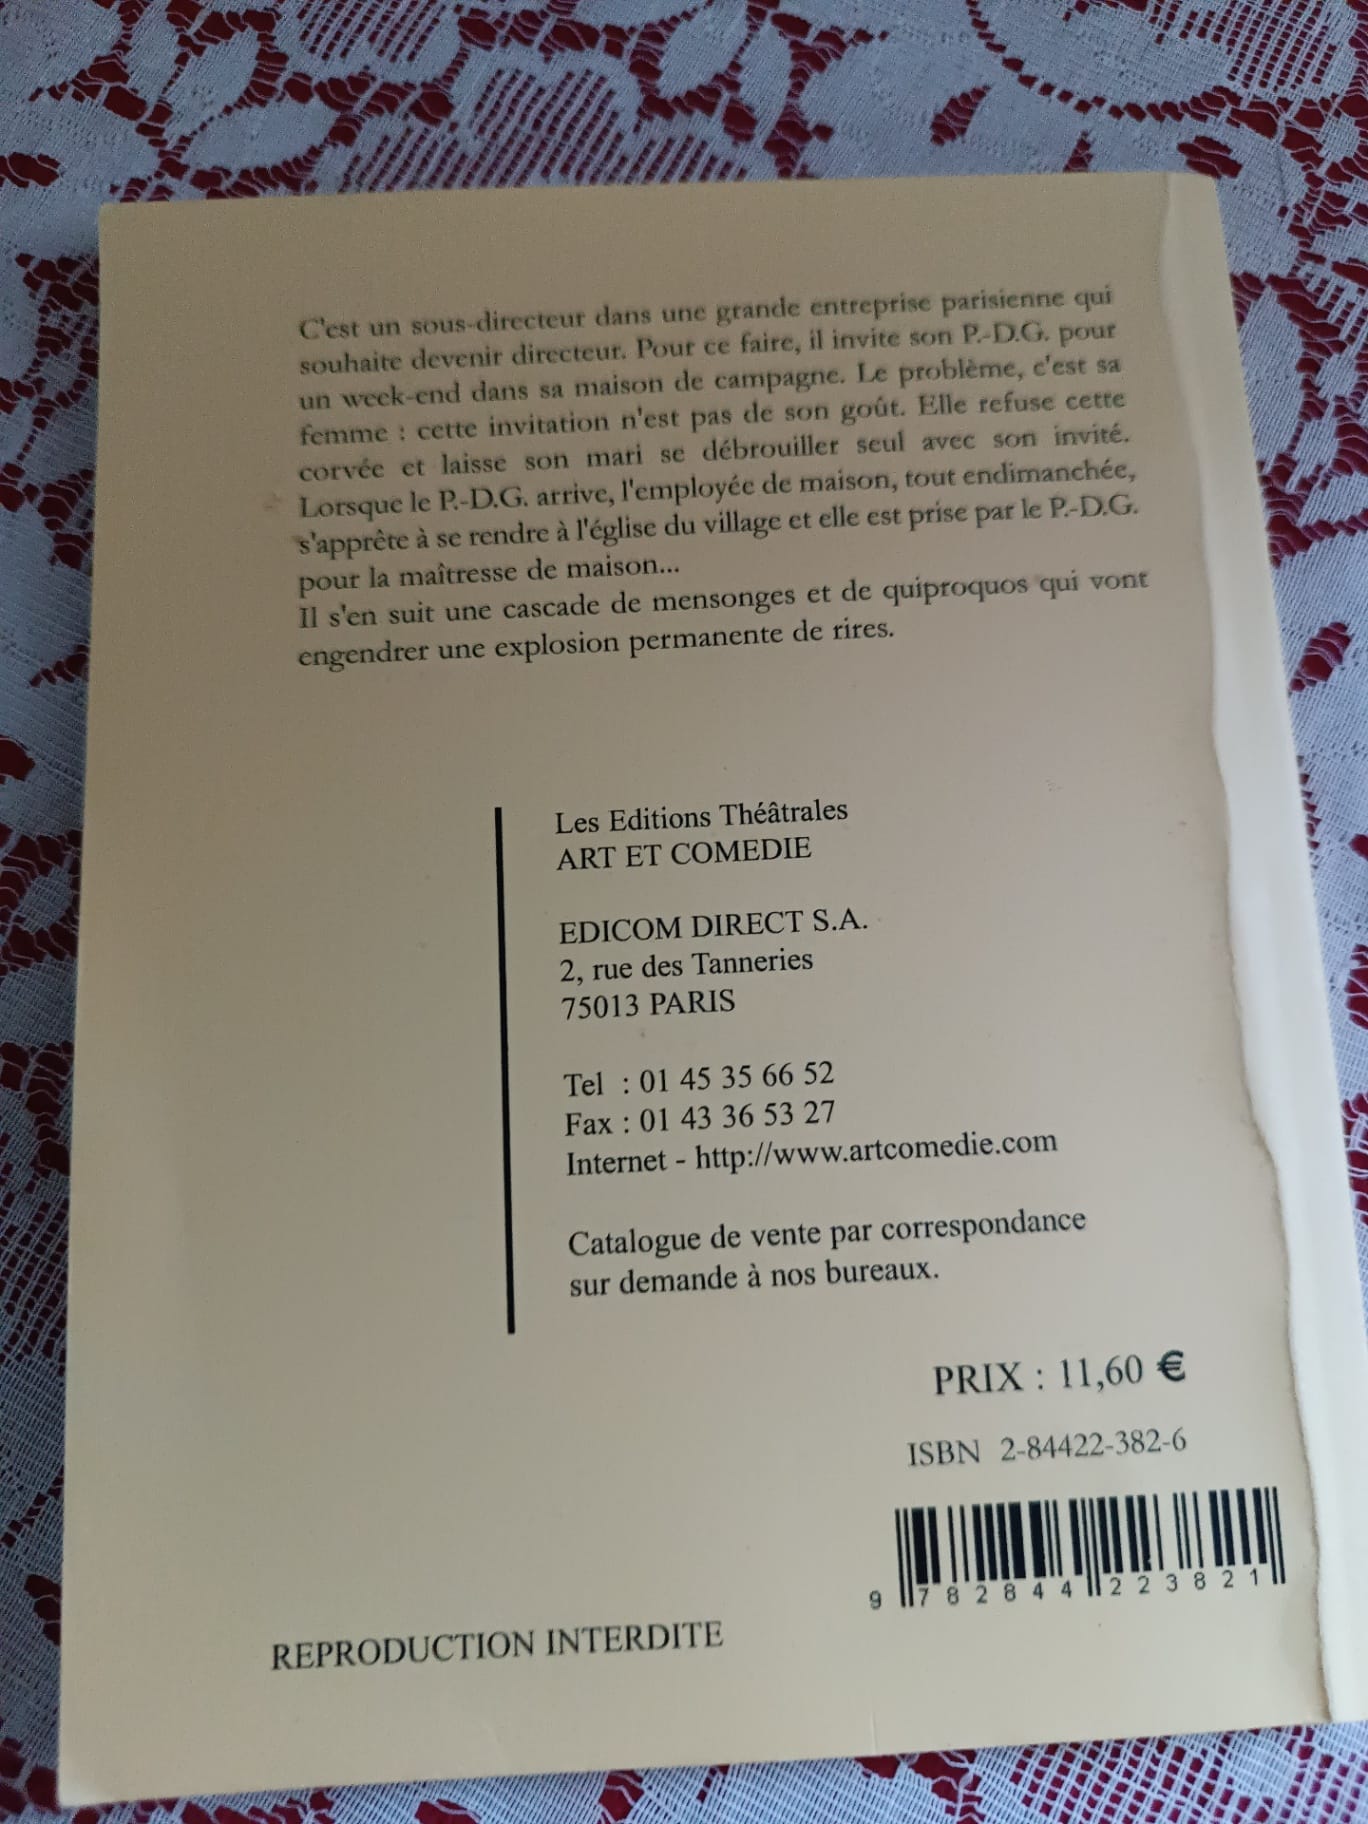 C'est un sous-directeur dans une grande entreprise parisienne qui
souhaite devenir directeur. Pour ce faire, il invite son P.-D.G. pour
un week-end dans sa maison de campagne. Le problème, c'est sa
femme : cette invitation n'est pas de son goût. Elle refuse cette
corvée et laisse son mari se débrouiller seul avec son invité.
Lorsque le P.-D.G. arrive, l'employée de maison, tout endimanchée,
s'apprête à se rendre à l'église du village et elle est prise par le P.-D.G.
pour la maîtresse de maison...
Il s'en suit une cascade de mensonges et de quiproquos qui vont
engendrer une explosion permanente de rires.
Les Editions Théâtrales
ART ET COMEDIE
EDICOM DIRECT S.A.
2, rue des Tanneries
75013 PARIS
Tel : 01 45 35 66 52
Fax : 01 43 36 53 27
Internet - http://www.artcomedie.com
Catalogue de vente par correspondance
sur demande à nos bureaux.
PRIX : 11,60 €
ISBN 2-84422-382-6
9 782844 223821
REPRODUCTION INTERDITE